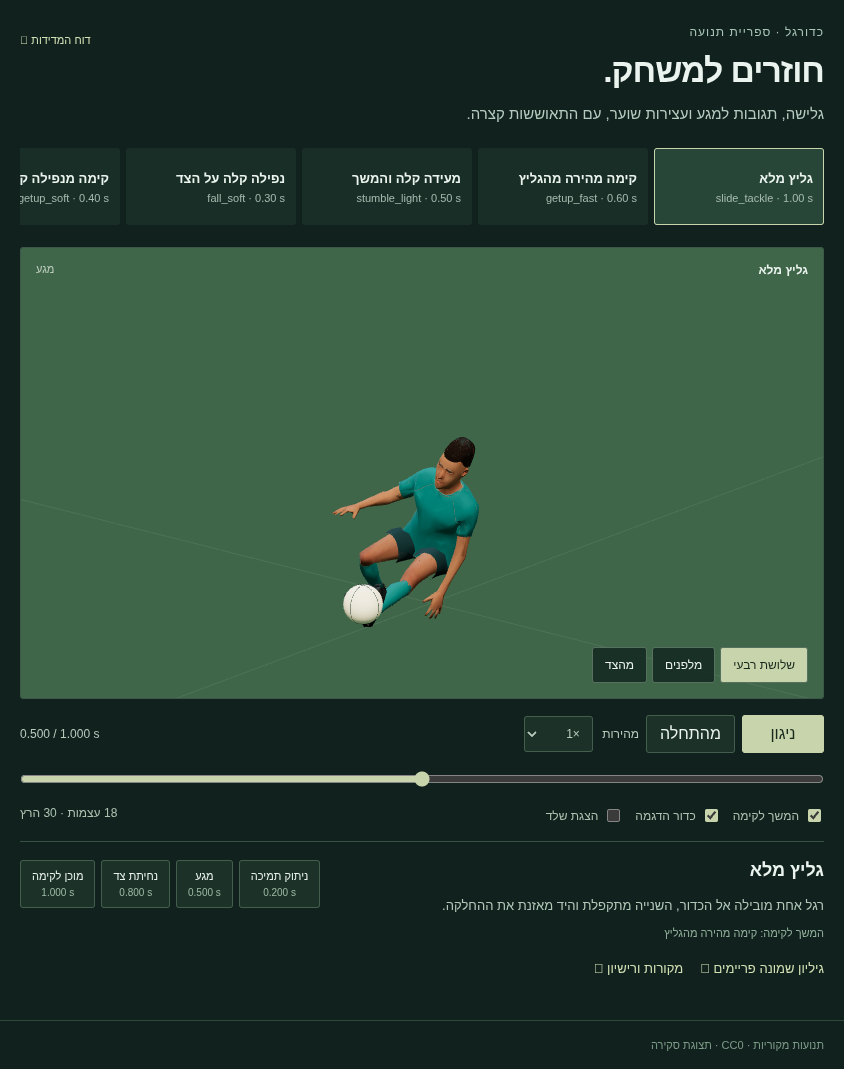 כדורגל · ספריית תנועה
דוח המדידות
חוזרים למשחק.
גלישה, תגובות למגע ועצירות שוער, עם התאוששות קצרה.
גליץ מלא
slide_tackle · 1.00 s
קימה מהירה מהגליץ
getup_fast · 0.60 s
מעידה קלה והמשך
stumble_light · 0.50 s
נפילה קלה על הצד
fall_soft · 0.30 s
קימה מנפילה ק
getup_soft · 0.40 s
גליץ מלא
מגע
שלושת רבעי
מלפנים
מהצד
ניגון
מהתחלה
מהירות
1×
0.500 / 1.000 s
המשך לקימה
כדור הדגמה
הצגת שלד
18 עצמות · 30 הרץ
גליץ מלא
רגל אחת מובילה אל הכדור, השנייה מתקפלת והיד מאזנת את ההחלקה.
המשך לקימה: קימה מהירה מהגליץ
ניתוק תמיכה
0.200 s
מגע
0.500 s
נחיתת צד
0.800 s
מוכן לקימה
1.000 s
גיליון שמונה פריימים
מקורות ורישיון
תנועות מקוריות · CC0 · תצוגת סקירה